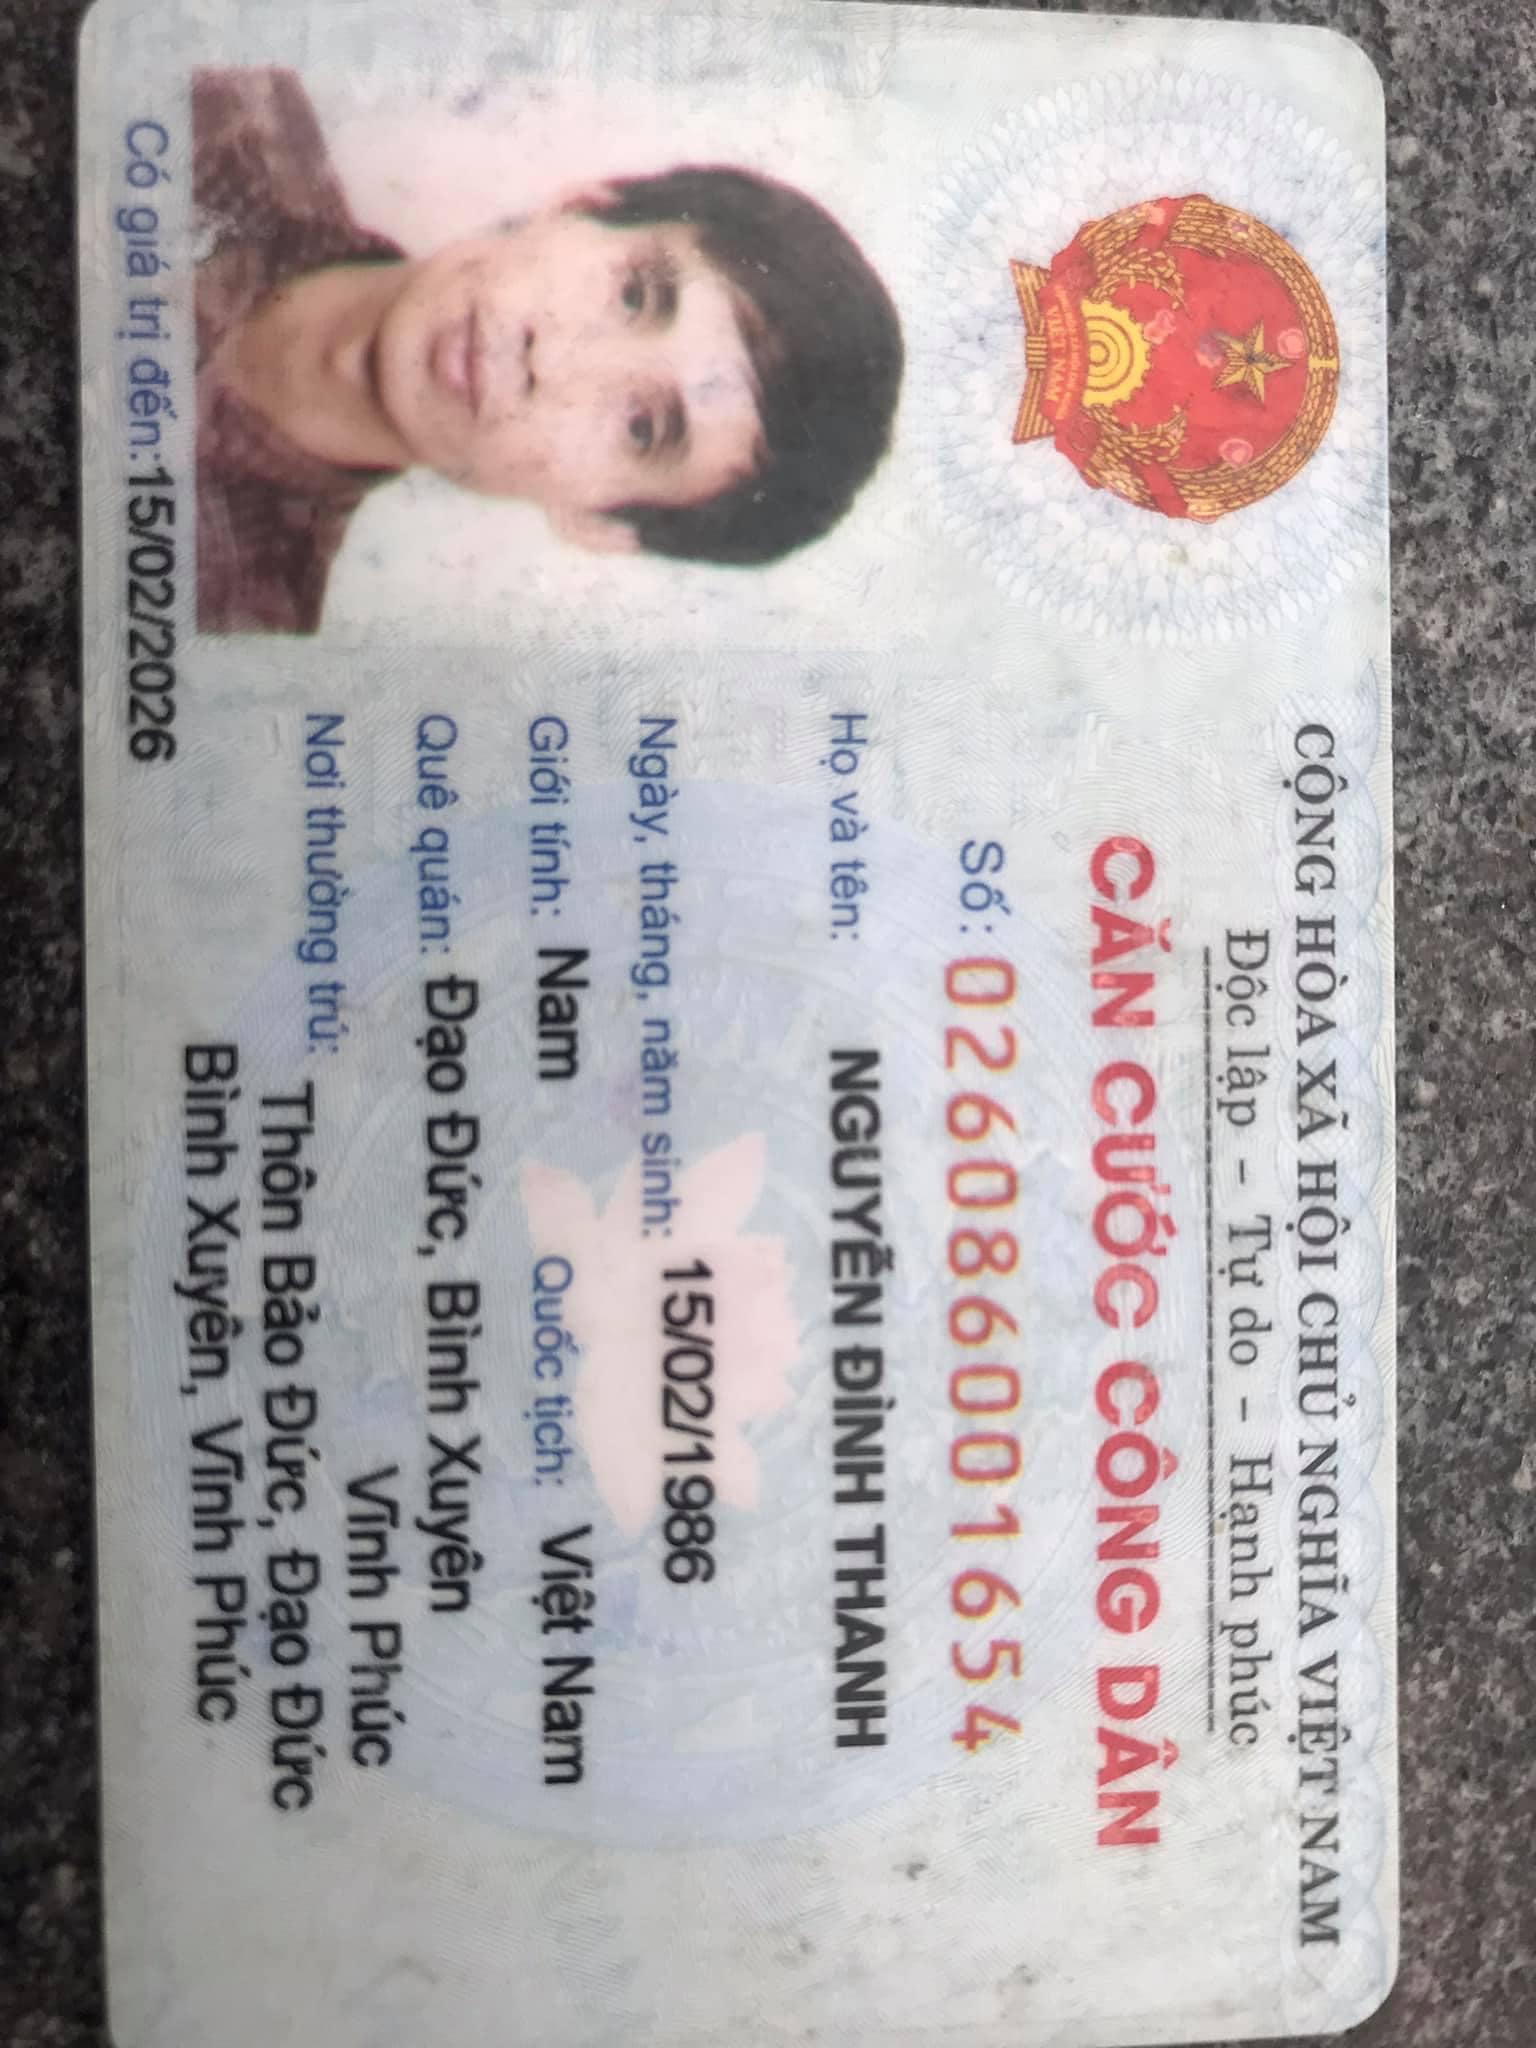 CỘNG HÒA XÃ HỘI CHỦ NGHĨA VIỆT NAM
Độc lập - Tự do - Hạnh phúc
CĂN CƯỚC CÔNG DÂN
Số: 026086001654
Họ và tên: NGUYỄN ĐÌNH THANH
Ngày, tháng, năm sinh: 15/02/1986
Giới tính: Nam Quốc tịch: Việt Nam
Quê quán: Đạo Đức, Bình Xuyên
Vĩnh Phúc
Nơi thường trú: Thôn Bảo Đức, Đạo Đức
Bình Xuyên, Vĩnh Phúc
Có giá trị đến: 15/02/2026
VIỆT NAM